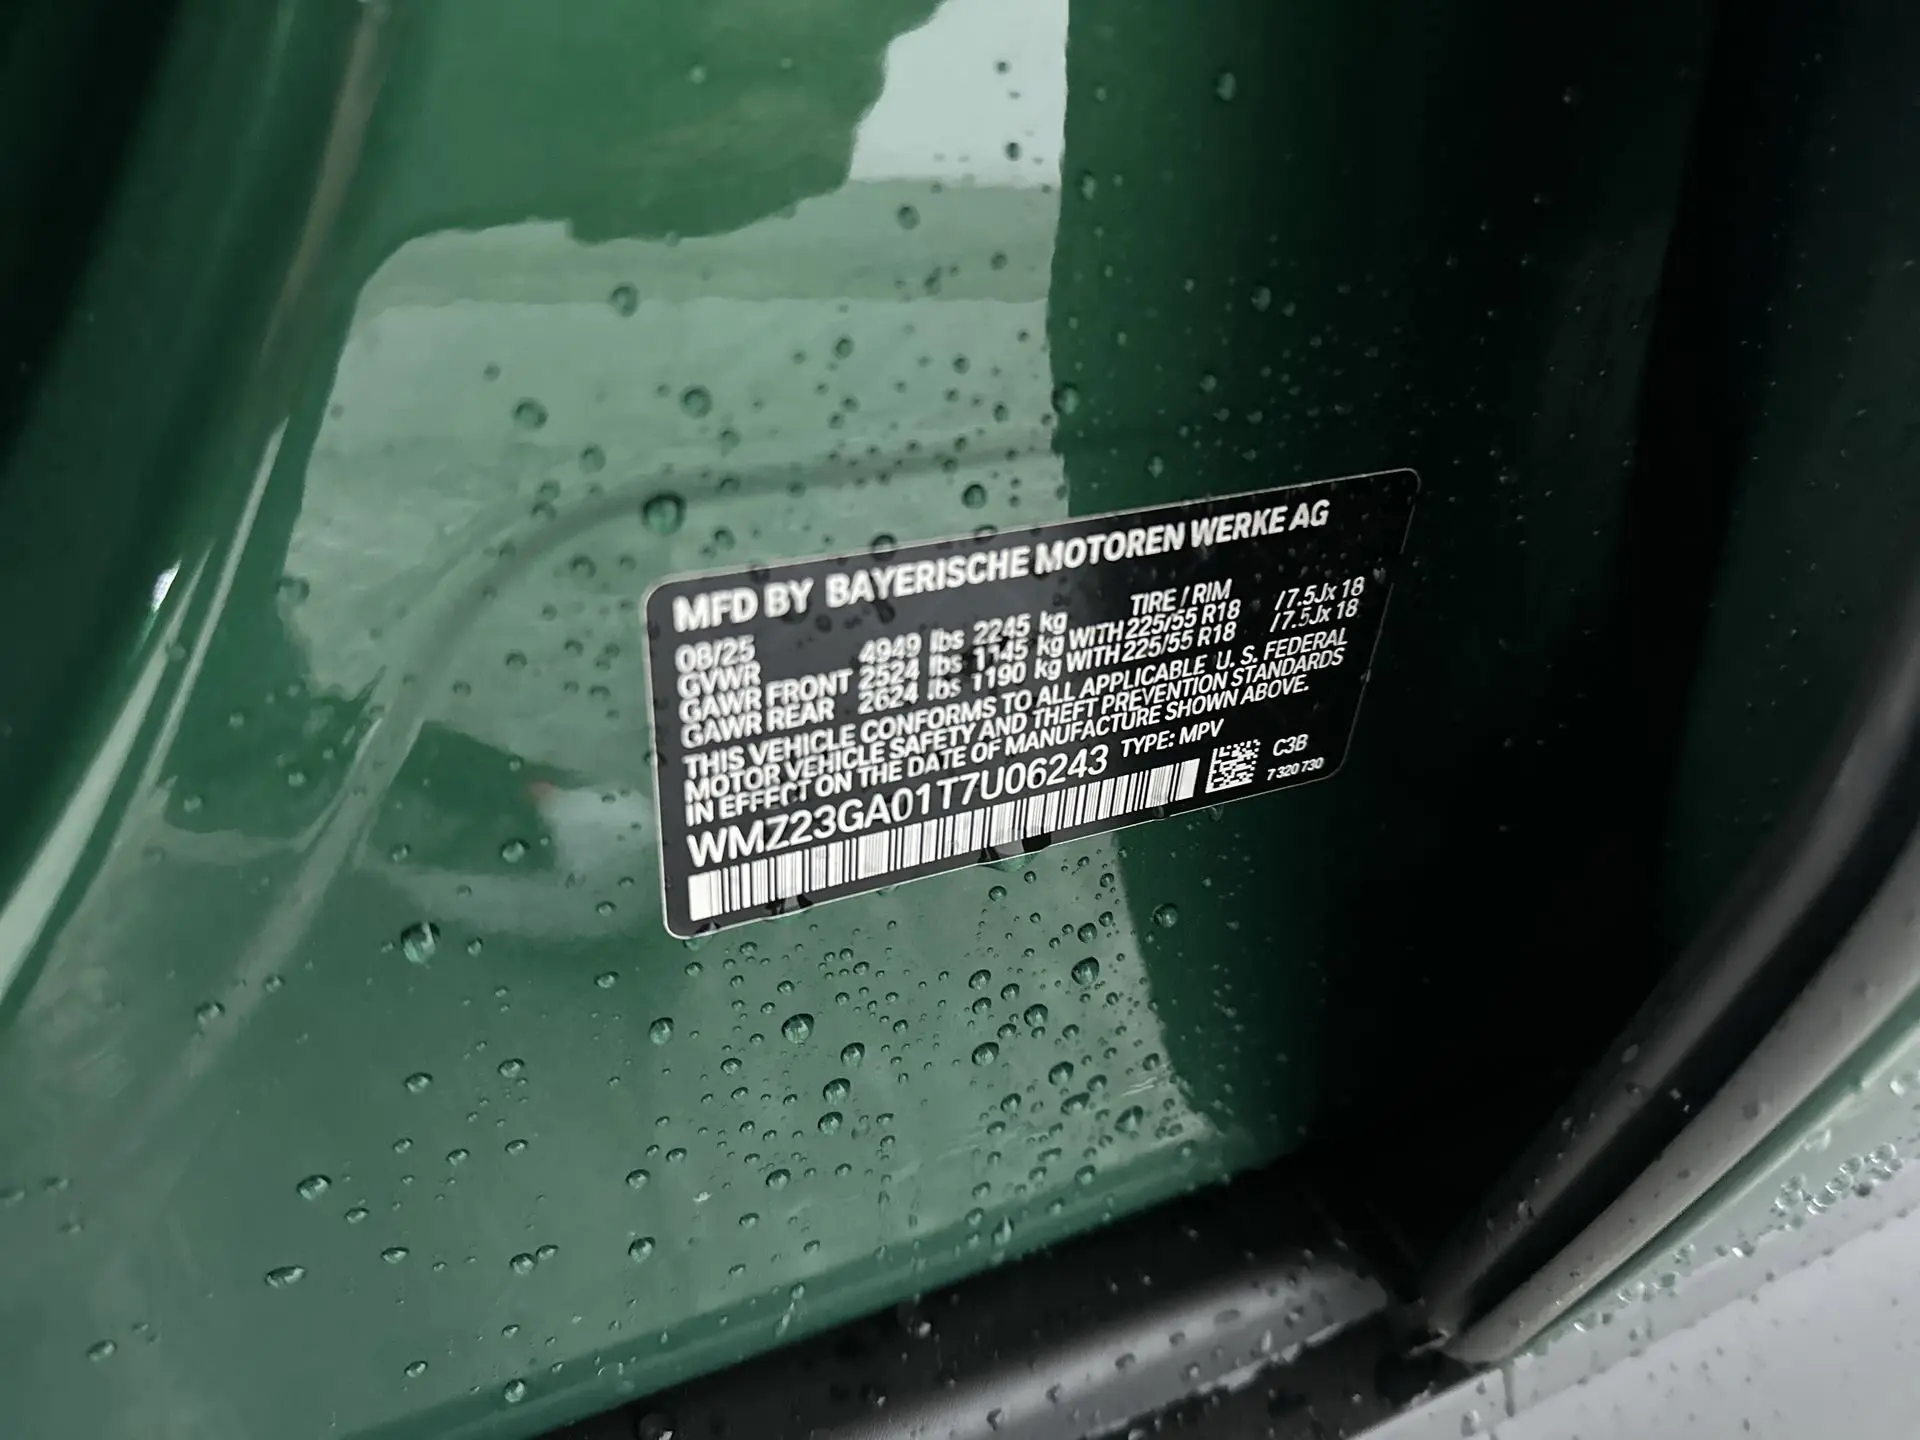 MFD BY BAYERISCHE MOTOREN WERKE AG
08/25 TIRE / RIM
GVWR 4949 lbs 2245 kg
GAWR FRONT 2524 lbs 1145 kg WITH 225/55 R18 /7.5Jx 18
GAWR REAR 2624 lbs 1190 kg WITH 225/55 R18 /7.5Jx 18
THIS VEHICLE CONFORMS TO ALL APPLICABLE U. S. FEDERAL
MOTOR VEHICLE SAFETY AND THEFT PREVENTION STANDARDS
IN EFFECT ON THE DATE OF MANUFACTURE SHOWN ABOVE.
WMZ23GA01T7U06243 TYPE: MPV
C3B
7 320 730